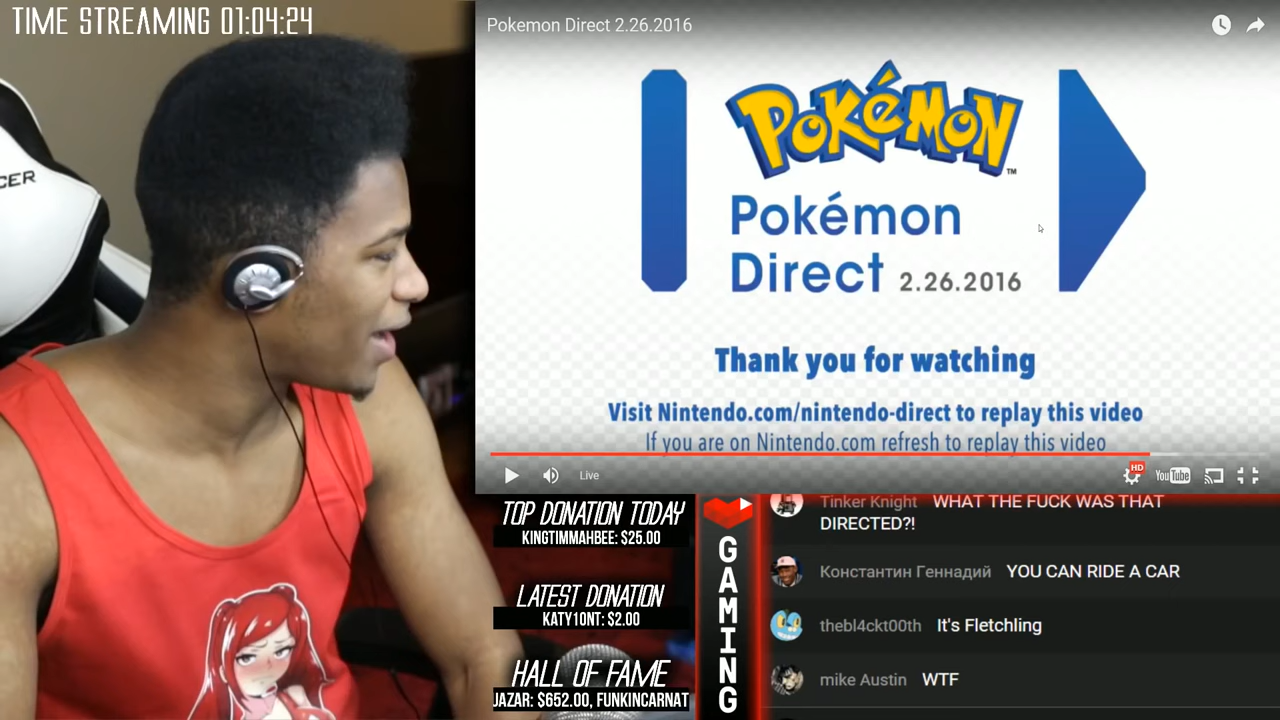 TIME STREAMING 01:04:24
CER
Pokemon Direct 2.26.2016
POKéMON
TM
Pokémon
Direct 2.26.2016
Thank you for watching
Visit Nintendo.com/nintendo-direct to replay this video
If you are on Nintendo.com refresh to replay this video
Live
HD
YouTube
TOP DONATION TODAY
KINGTIMMAHBEE: $25.00
LATEST DONATION
KATY10NT: $2.00
HALL OF FAME
JAZAR: $652.00, FUNKINCARNAT
GAMING
Tinker Knight WHAT THE FUCK WAS THAT
DIRECTED?!
Константин Геннадий YOU CAN RIDE A CAR
thebl4ckt00th It's Fletchling
mike Austin WTF